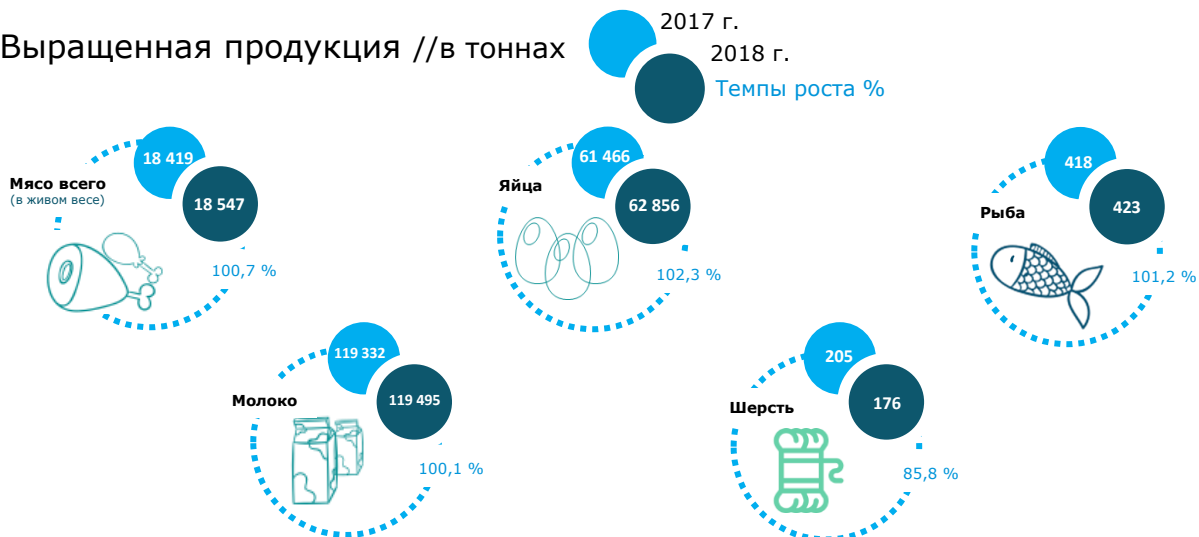 Выращенная продукция //в тоннах
2017 г.
2018 г.
Темпы роста %
Мясо всего
(в живом весе)
18 419
18 547
100,7 %
Яйца
61 466
62 856
102,3 %
Рыба
418
423
101,2 %
Молоко
119 332
119 495
100,1 %
Шерсть
205
176
85,8 %